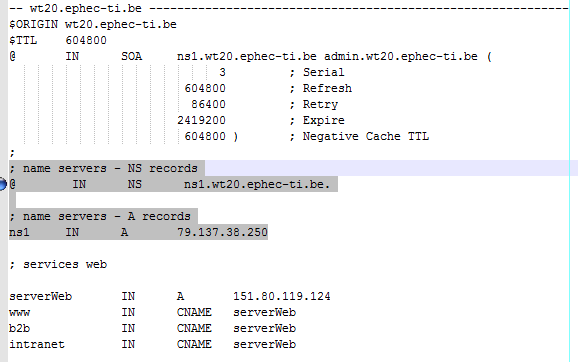 -- wt20.ephec-ti.be ------------------------------------------------------------
$ORIGIN wt20.ephec-ti.be
$TTL    604800
@       IN      SOA     ns1.wt20.ephec-ti.be admin.wt20.ephec-ti.be (
                              3         ; Serial
                         604800         ; Refresh
                          86400         ; Retry
                        2419200         ; Expire
                         604800 )       ; Negative Cache TTL
;
; name servers - NS records
@        IN      NS      ns1.wt20.ephec-ti.be.
; name servers - A records
ns1     IN      A       79.137.38.250
; services web
serverWeb       IN      A       151.80.119.124
www             IN      CNAME   serverWeb
b2b             IN      CNAME   serverWeb
intranet        IN      CNAME   serverWeb